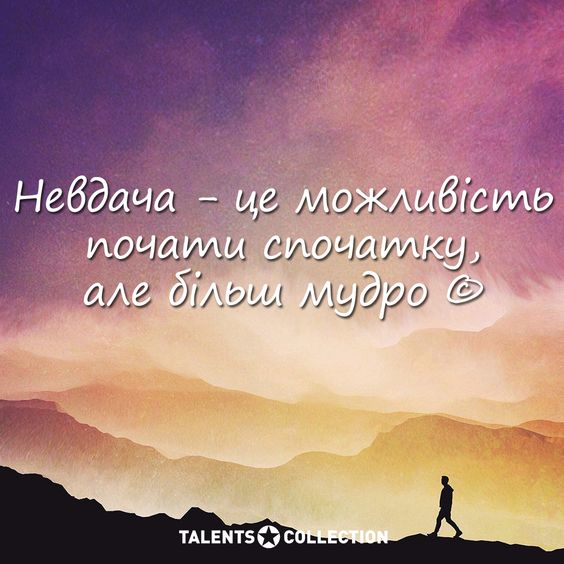 Невдача - це можливість
почати спочатку,
але більш мудро ©
TALENTS COLLECTION